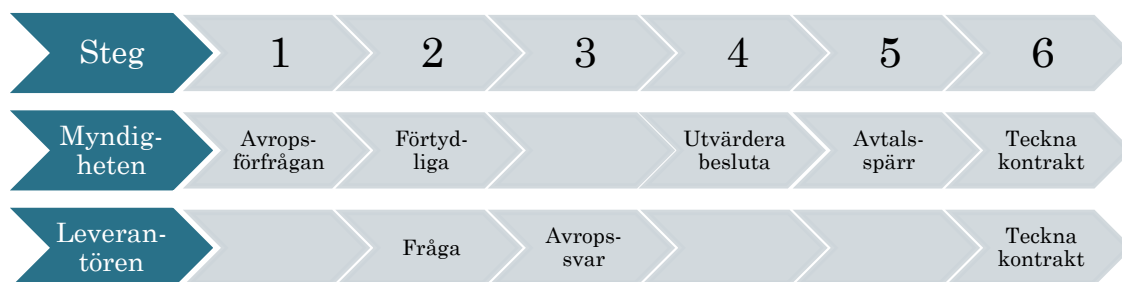 Steg 1 2 3 4 5 6
Myndig-
heten
Avrops-
förfrågan
Förtyd-
liga
Utvärdera
besluta
Avtals-
spärr
Teckna
kontrakt
Leveran-
tören
Fråga
Avrops-
svar
Teckna
kontrakt